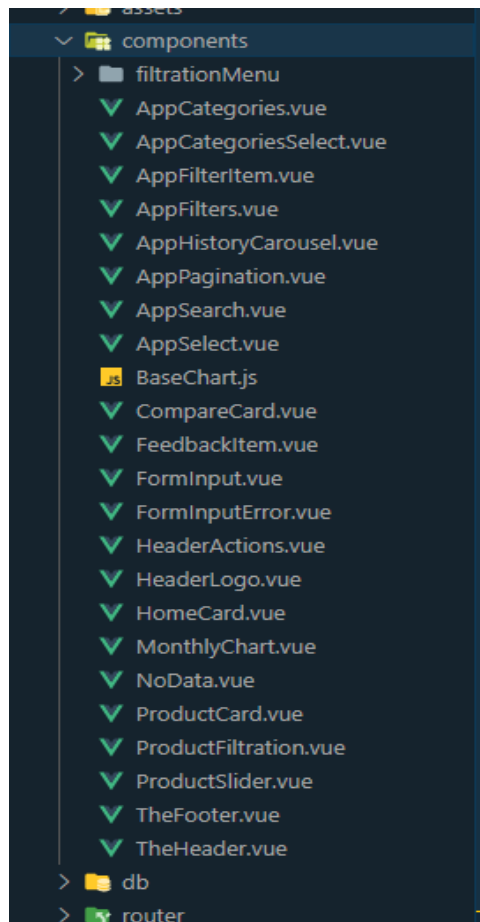 assets
components
filtrationMenu
AppCategories.vue
AppCategoriesSelect.vue
AppFilterItem.vue
AppFilters.vue
AppHistoryCarousel.vue
AppPagination.vue
AppSearch.vue
AppSelect.vue
JS BaseChart.js
CompareCard.vue
FeedbackItem.vue
FormInput.vue
FormInputError.vue
HeaderActions.vue
HeaderLogo.vue
HomeCard.vue
MonthlyChart.vue
NoData.vue
ProductCard.vue
ProductFiltration.vue
ProductSlider.vue
TheFooter.vue
TheHeader.vue
db
router